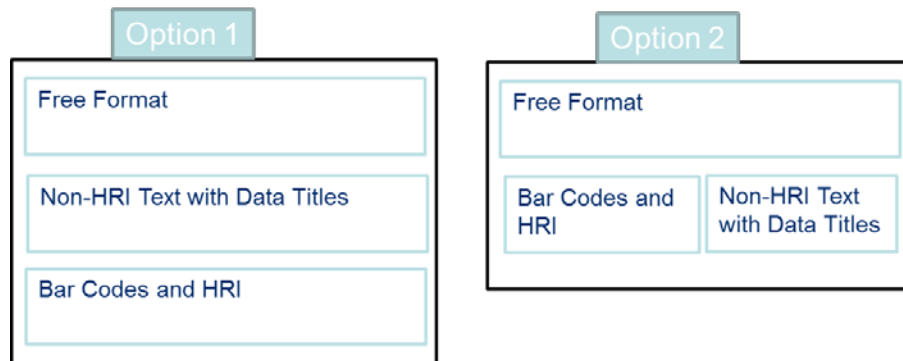 Option 1
Free Format
Non-HRI Text with Data Titles
Bar Codes and HRI
Option 2
Free Format
Bar Codes and
HRI
Non-HRI Text
with Data Titles